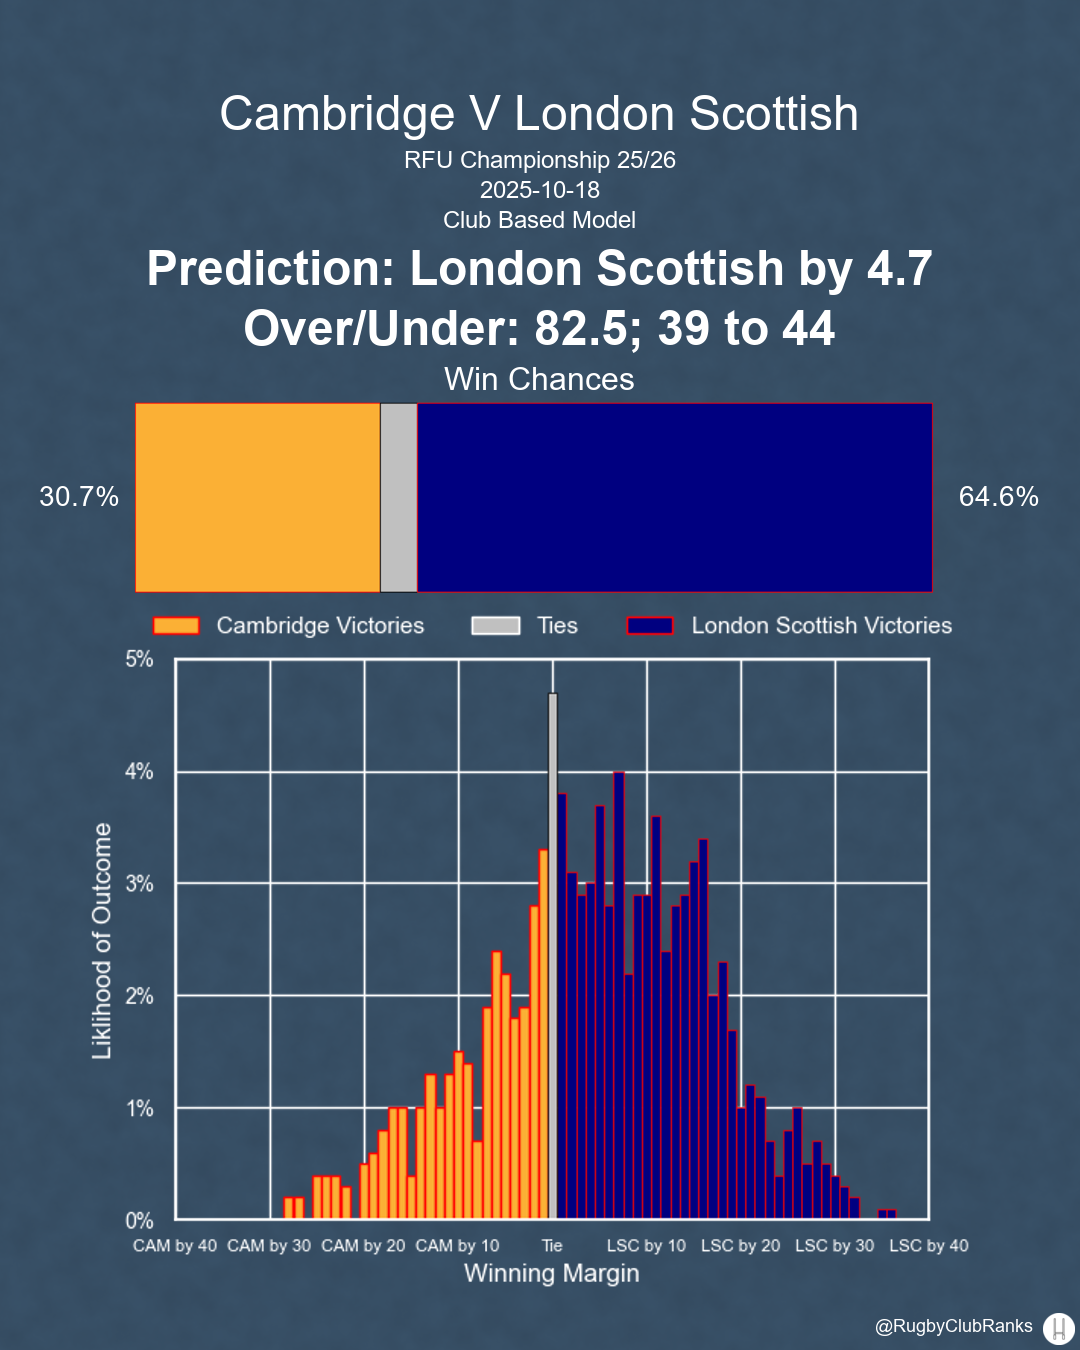 Cambridge V London Scottish
RFU Championship 25/26
2025-10-18
Club Based Model
Prediction: London Scottish by 4.7
Over/Under: 82.5; 39 to 44
Win Chances
30.7%
64.6%
Cambridge Victories
Ties
London Scottish Victories
5%
4%
3%
2%
1%
0%
Liklihood of Outcome
CAM by 40
CAM by 30
CAM by 20
CAM by 10
Tie
LSC by 10
LSC by 20
LSC by 30
LSC by 40
Winning Margin
@RugbyClubRanks